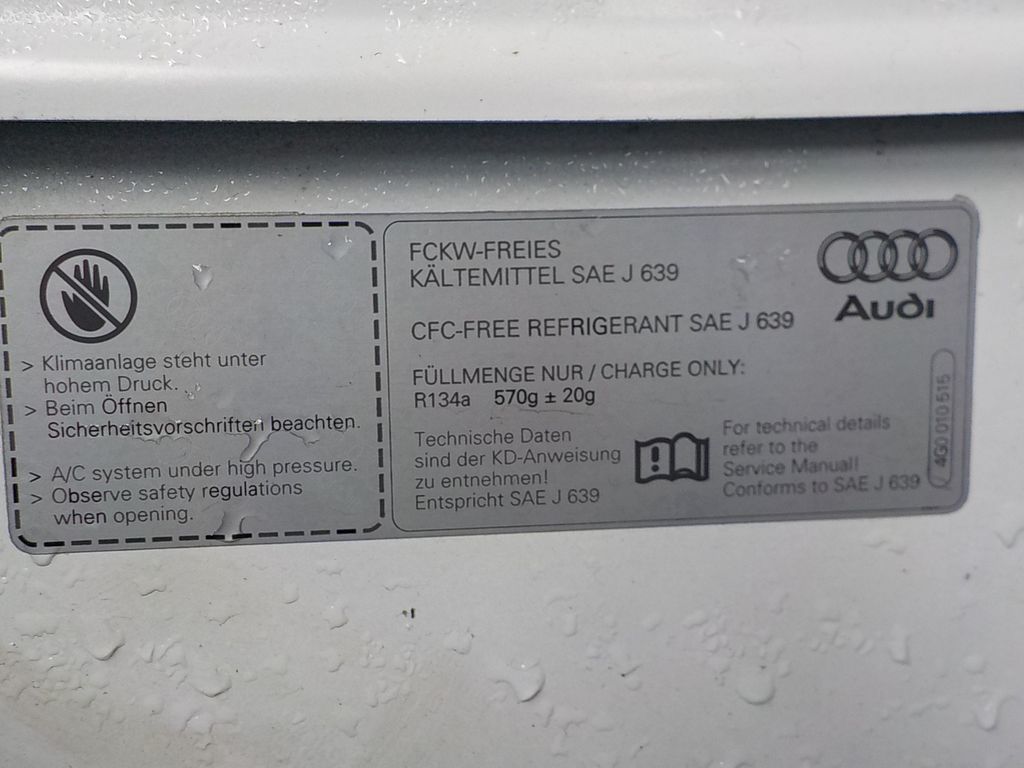 > Klimaanlage steht unter
hohem Druck.
> Beim Öffnen
Sicherheitsvorschriften beachten.
> A/C system under high pressure.
> Observe safety regulations
when opening.
FCKW-FREIES
KÄLTEMITTEL SAE J 639
CFC-FREE REFRIGERANT SAE J 639
FÜLLMENGE NUR / CHARGE ONLY:
R134a 570g ± 20g
Technische Daten
sind der KD-Anweisung
zu entnehmen!
Entspricht SAE J 639
For technical details
refer to the
Service Manual!
Conforms to SAE J 639
Audi
4G0 010 515